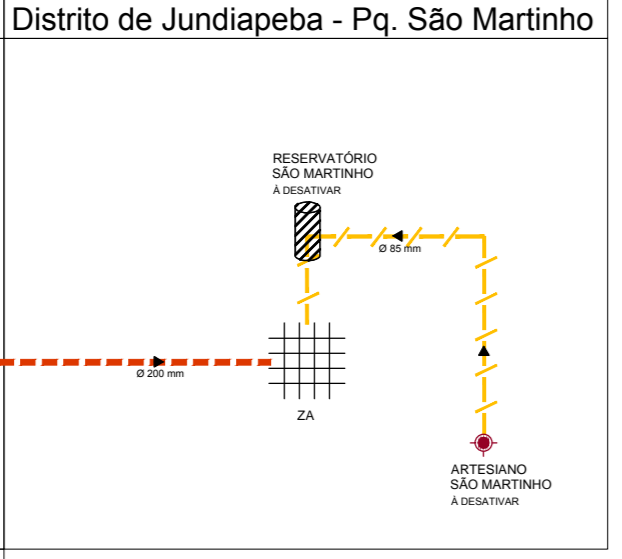 Distrito de Jundiapeba - Pq. São Martinho
RESERVATÓRIO
SÃO MARTINHO
À DESATIVAR
Ø 85 mm
Ø 200 mm
ZA
ARTESIANO
SÃO MARTINHO
À DESATIVAR